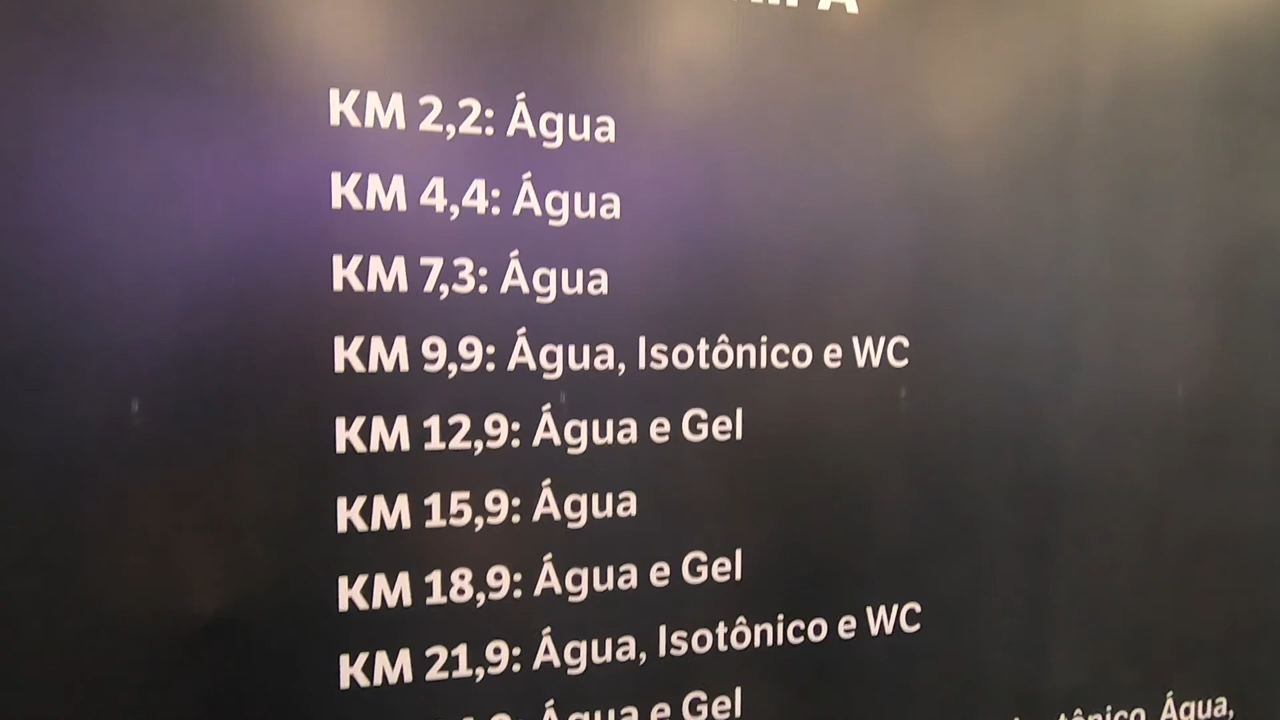 KM 2,2: Água
KM 4,4: Água
KM 7,3: Água
KM 9,9: Água, Isotônico e WC
KM 12,9: Água e Gel
KM 15,9: Água
KM 18,9: Água e Gel
KM 21,9: Água, Isotônico e WC
Água e Gel
Água,